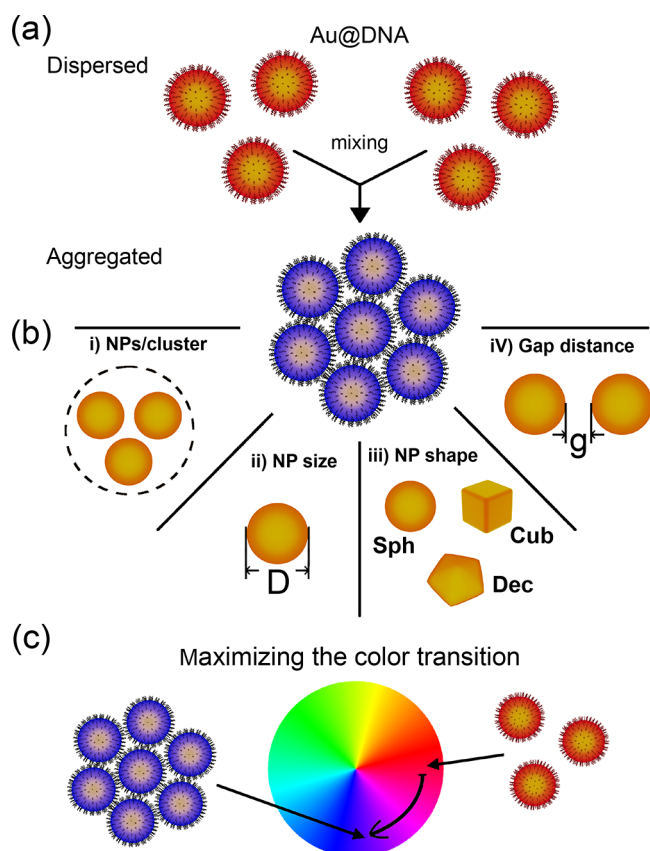 (a)
Au@DNA
Dispersed
mixing
Aggregated
(b)
i) NPs/cluster
iV) Gap distance
g
ii) NP size
D
iii) NP shape
Sph
Cub
Dec
(c)
Maximizing the color transition